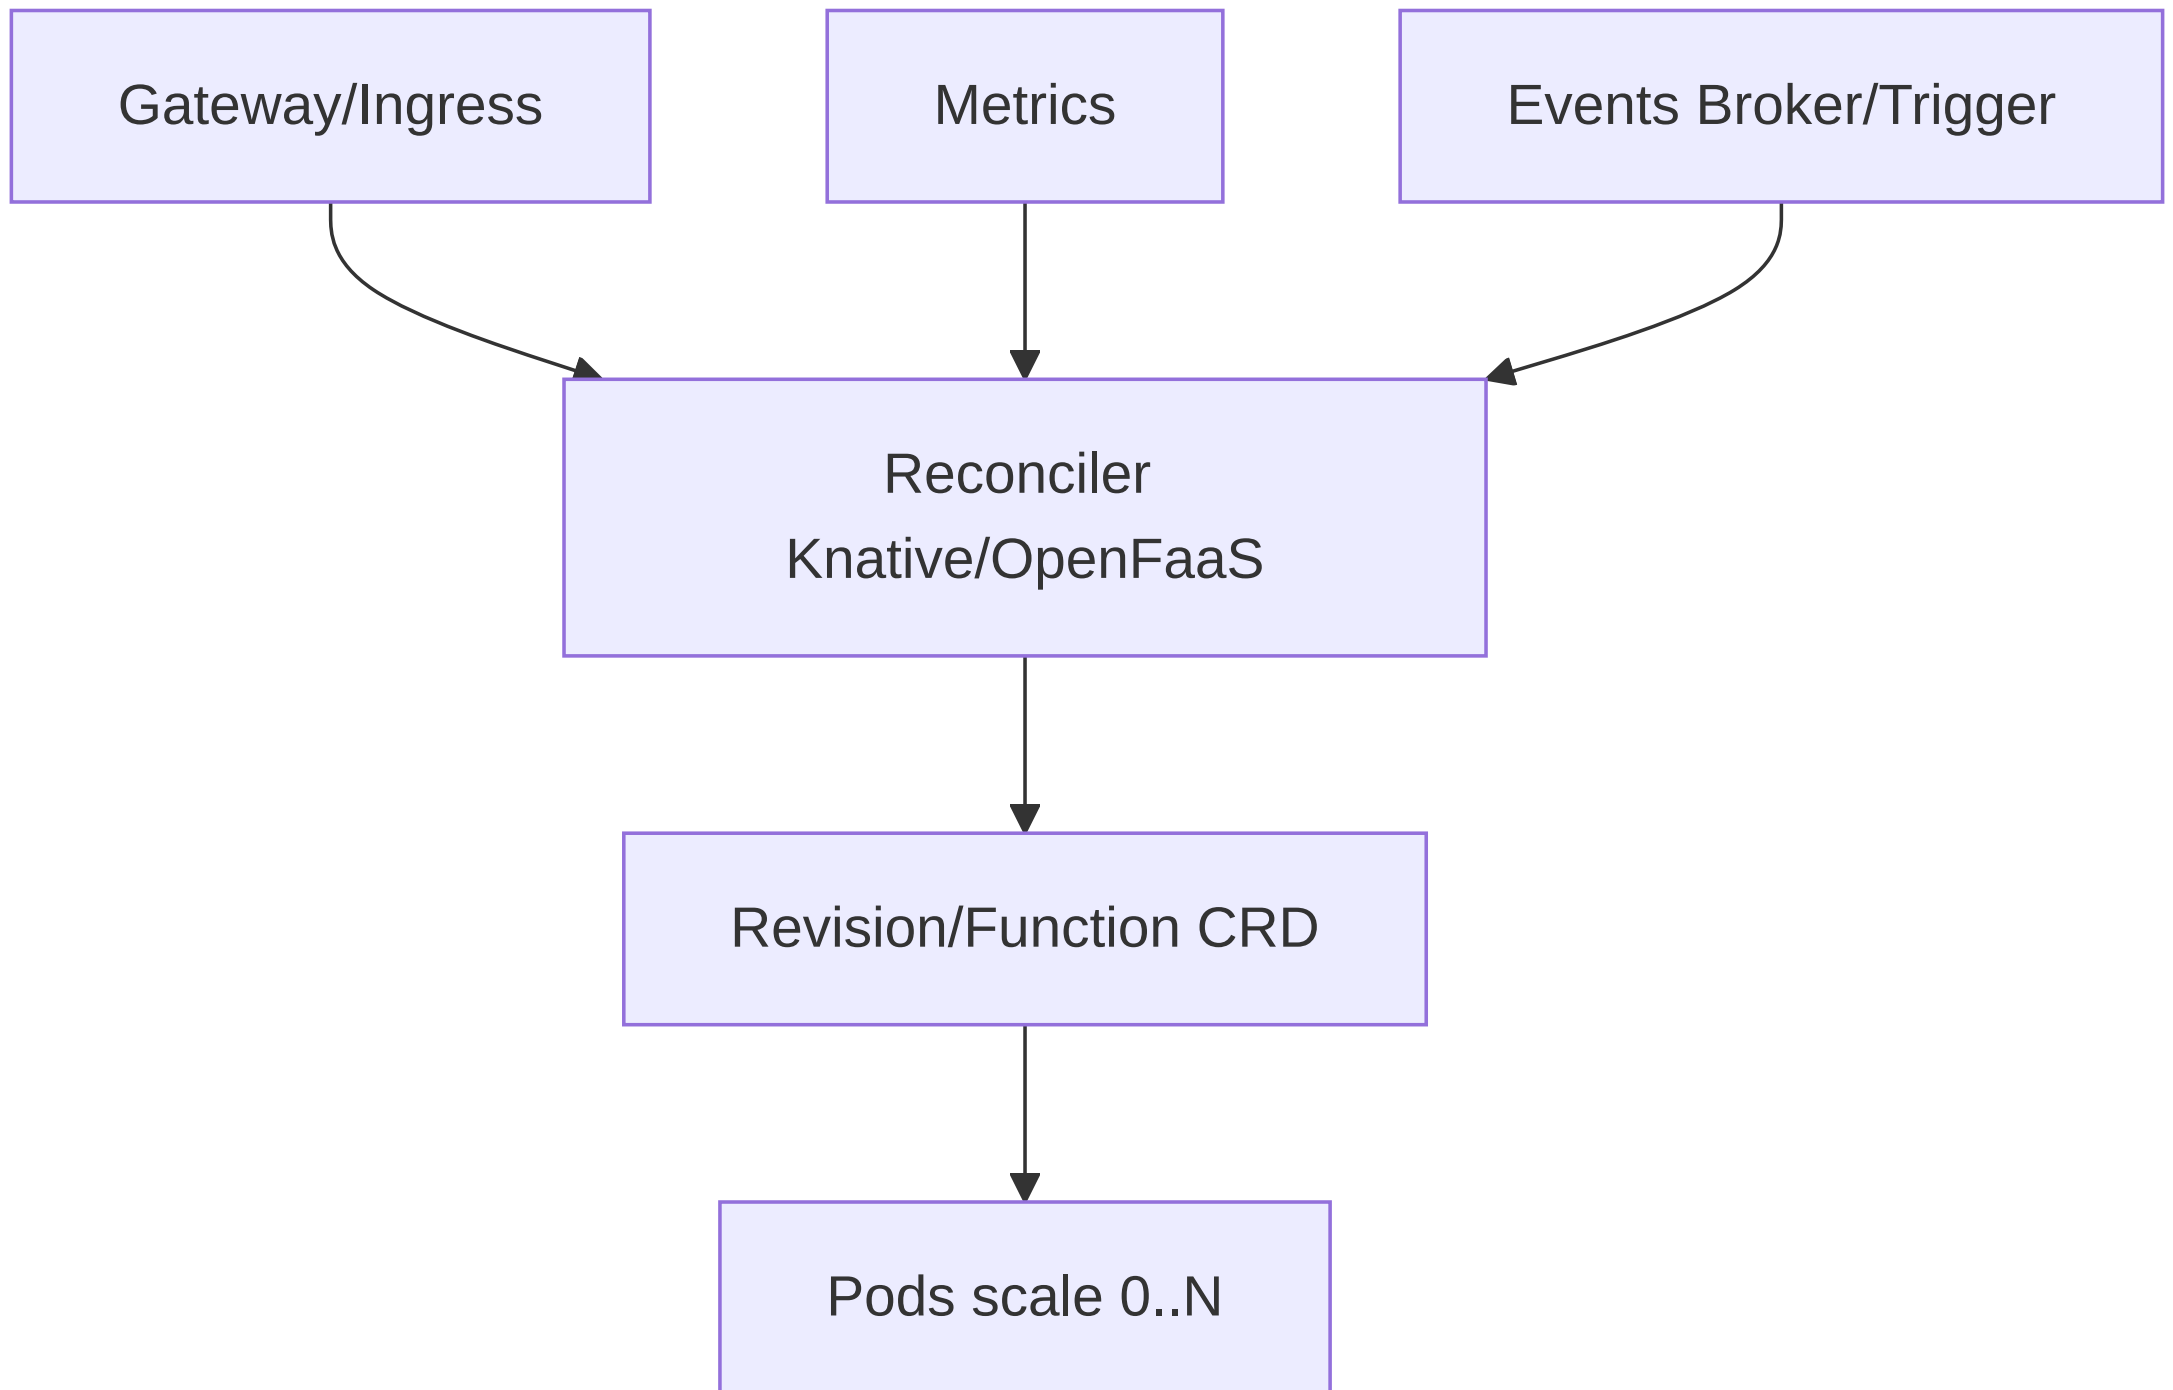 Gateway/Ingress
Metrics
Events Broker/Trigger
Reconciler
Knative/OpenFaaS
Revision/Function CRD
Pods scale 0..N